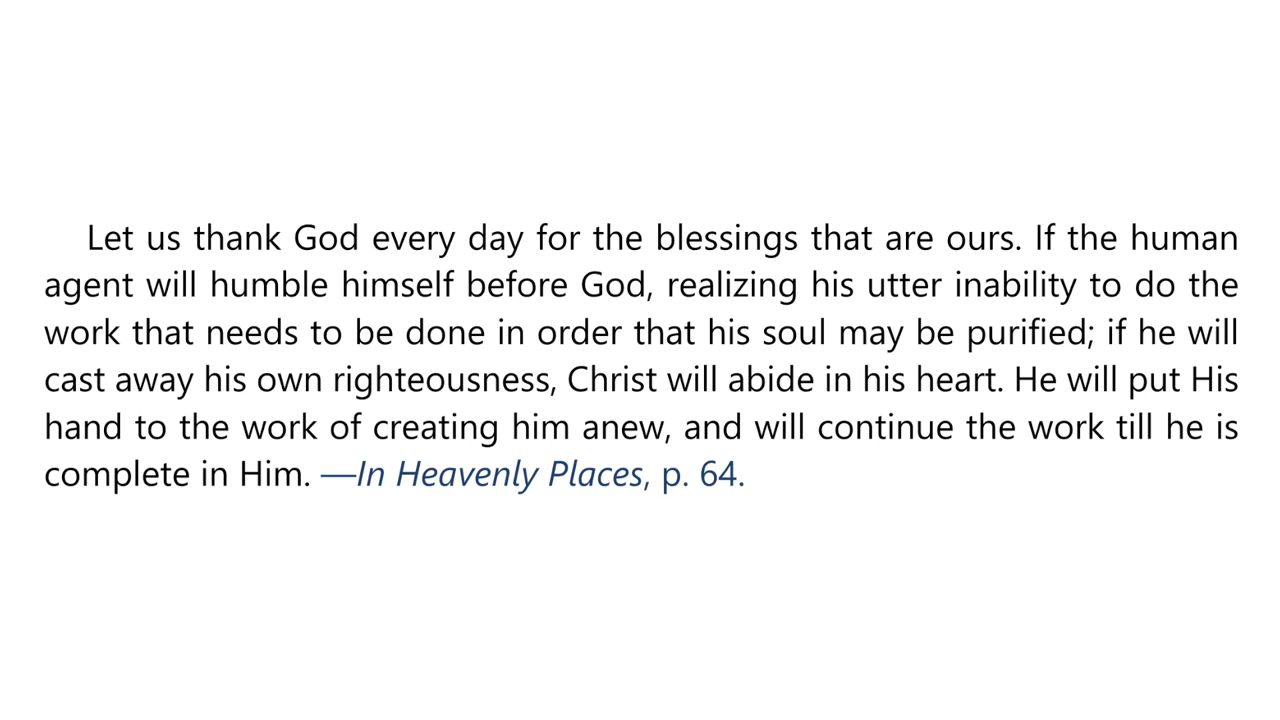 Let us thank God every day for the blessings that are ours. If the human
agent will humble himself before God, realizing his utter inability to do the
work that needs to be done in order that his soul may be purified; if he will
cast away his own righteousness, Christ will abide in his heart. He will put His
hand to the work of creating him anew, and will continue the work till he is
complete in Him. —In Heavenly Places, p. 64.